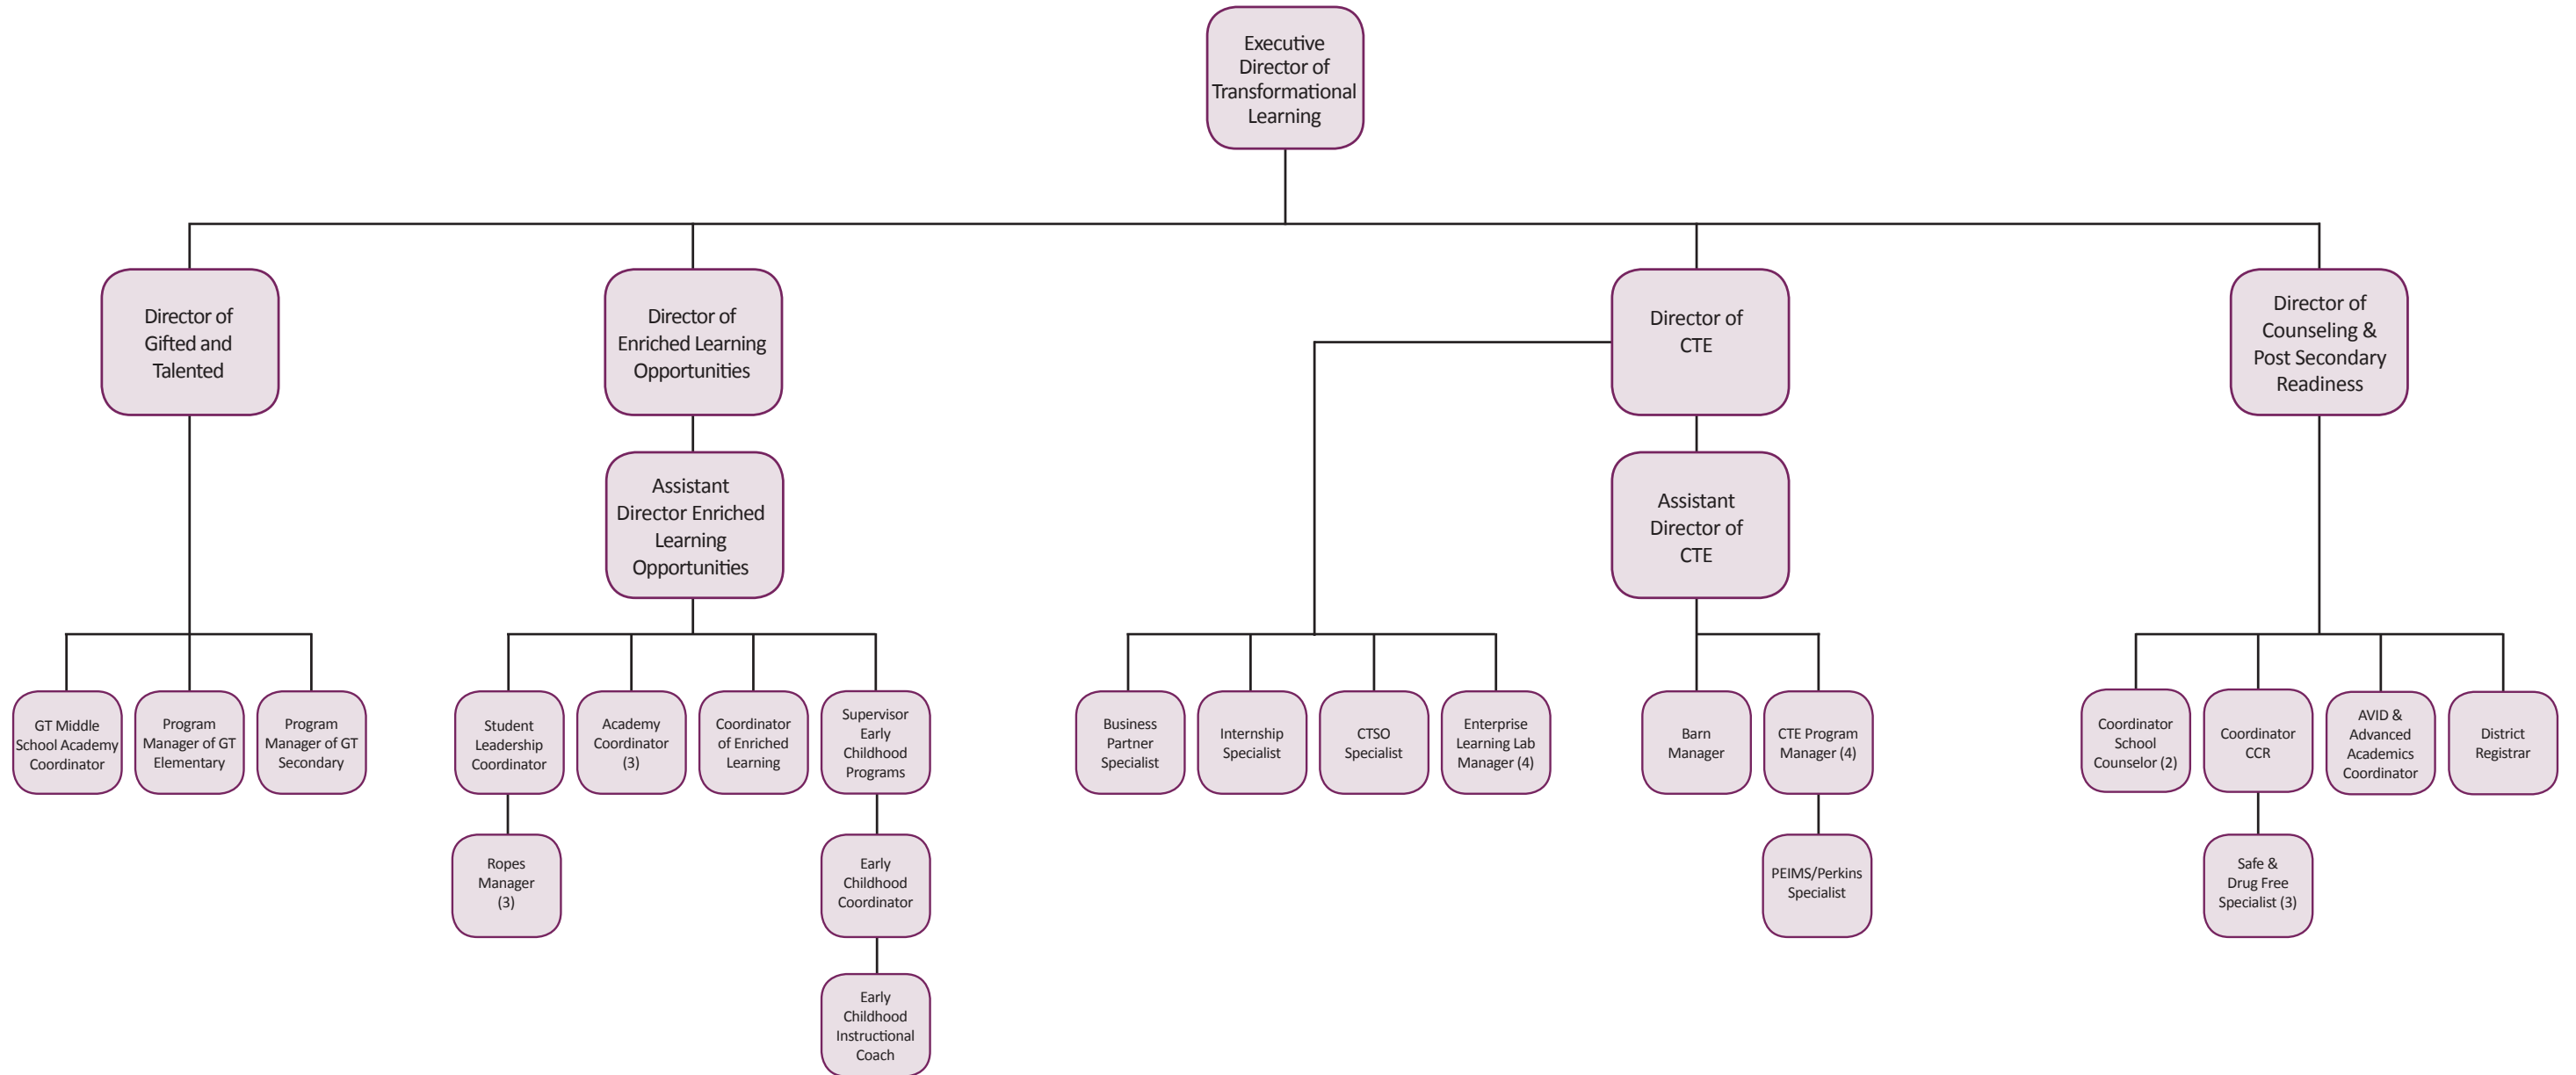 Executive
Director of
Transformational
Learning
Director of
Gifted and
Talented
Director of
Enriched Learning
Opportunities
Director of
CTE
Director of
Counseling &
Post Secondary
Readiness
Assistant
Director Enriched
Learning
Opportunities
Assistant
Director of
CTE
GT Middle
School Academy
Coordinator
Program
Manager of GT
Elementary
Program
Manager of GT
Secondary
Student
Leadership
Coordinator
Academy
Coordinator
(3)
Coordinator
of Enriched
Learning
Supervisor
Early
Childhood
Programs
Business
Partner
Specialist
Internship
Specialist
CTSO
Specialist
Enterprise
Learning Lab
Manager (4)
Barn
Manager
CTE Program
Manager (4)
Coordinator
School
Counselor (2)
Coordinator
CCR
AVID &
Advanced
Academics
Coordinator
District
Registrar
Ropes
Manager
(3)
Early
Childhood
Coordinator
PEIMS/Perkins
Specialist
Safe &
Drug Free
Specialist (3)
Early
Childhood
Instructional
Coach